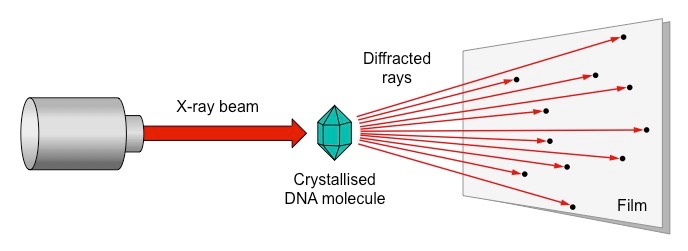 Diffracted
rays
X-ray beam
Crystallised
DNA molecule
Film